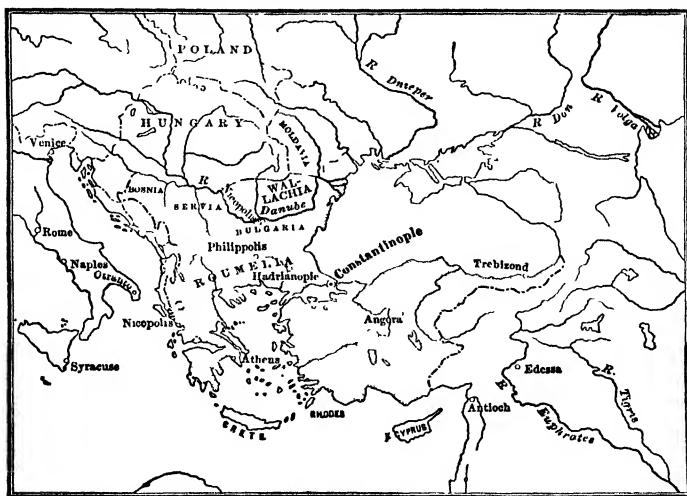 POLAND
R Dnieper
R Don
R Volga
HUNGARY
MOLDAVIA
Venice
BOSNIA
SERVIA
R
Nicopolis
WAL
LACHIA
Danube
BULGARIA
Rome
Philippolis
Constantinople
Naples
Otranto
ROUMELIA
Hadrianople
Trebizond
Nicopolis
Angora
Athens
Edessa
R.
Tigris
Syracuse
R
Euphrates
RHODES
Antioch
CRETE
CYPRUS